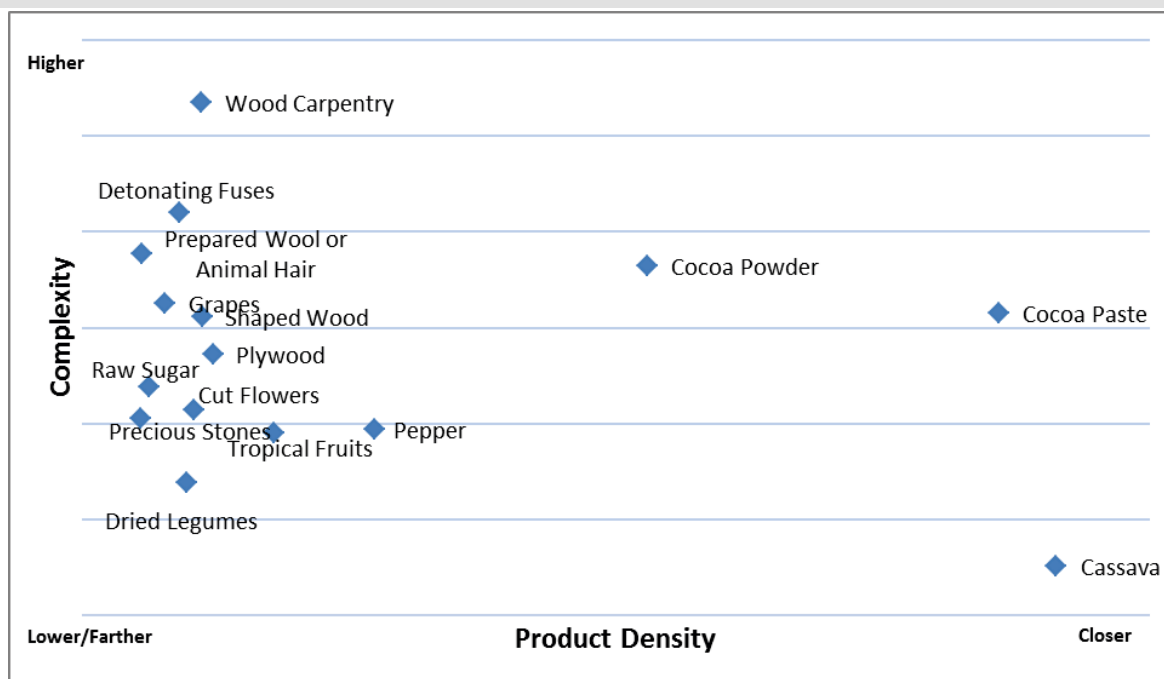 Higher
Wood Carpentry
Detonating Fuses
Prepared Wool or
Animal Hair
Cocoa Powder
Grapes
Shaped Wood
Cocoa Paste
Complexity
Plywood
Raw Sugar
Cut Flowers
Precious Stones
Pepper
Tropical Fruits
Dried Legumes
Cassava
Lower/Farther
Product Density
Closer